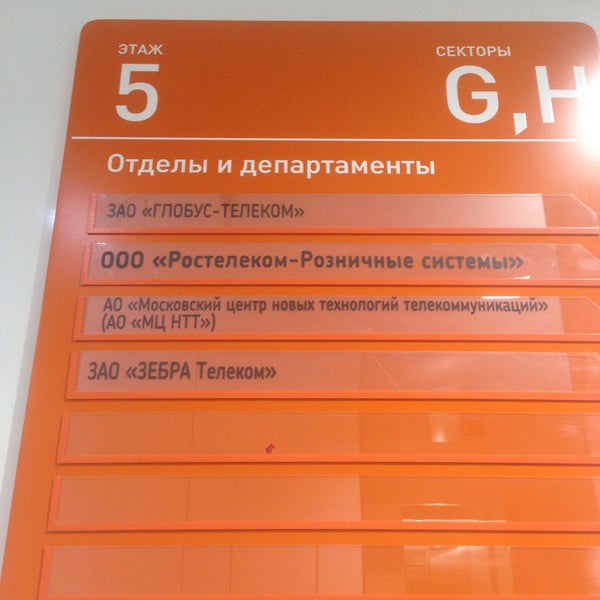 ЭТАЖ
СЕКТОРЫ
5
G,H
Отделы и департаменты
ЗАО «ГЛОБУС-ТЕЛЕКОМ»
ООО «Ростелеком-Розничные системы»
АО «Московский центр новых технологий телекоммуникаций»
(АО «МЦ НТТ»)
ЗАО «ЗЕБРА Телеком»